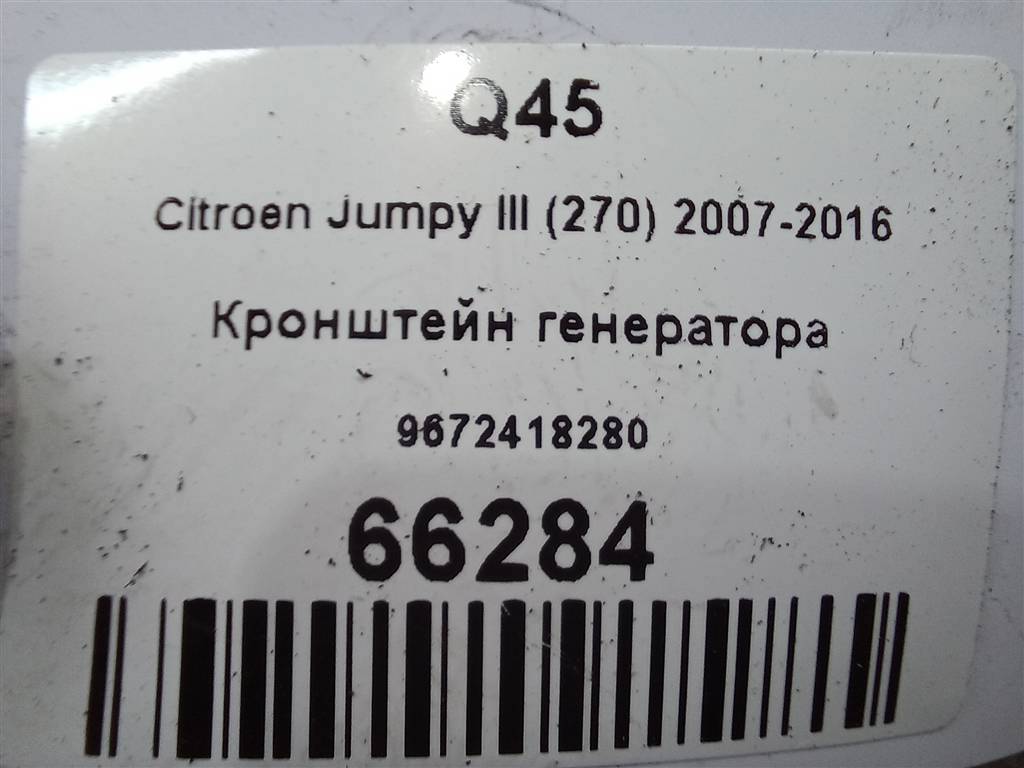 Q45
Citroen Jumpy III (270) 2007-2016
Кронштейн генератора
9672418280
66284